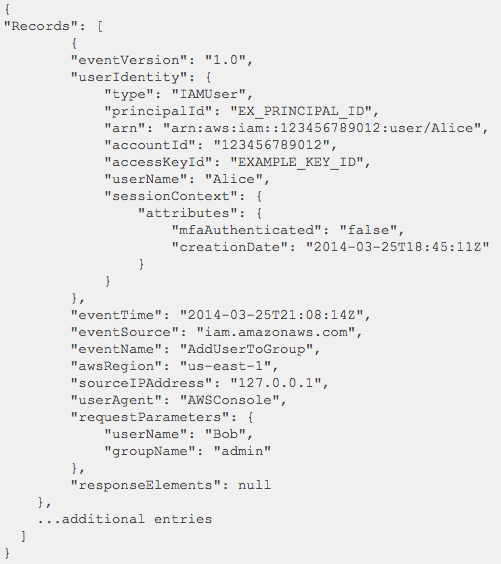 {
"Records": [
        {
        "eventVersion": "1.0",
        "userIdentity": {
            "type": "IAMUser",
            "principalId": "EX_PRINCIPAL_ID",
            "arn": "arn:aws:iam::123456789012:user/Alice",
            "accountId": "123456789012",
            "accessKeyId": "EXAMPLE_KEY_ID",
            "userName": "Alice",
            "sessionContext": {
                "attributes": {
                    "mfaAuthenticated": "false",
                    "creationDate": "2014-03-25T18:45:11Z"
                }
            }
        },
        "eventTime": "2014-03-25T21:08:14Z",
        "eventSource": "iam.amazonaws.com",
        "eventName": "AddUserToGroup",
        "awsRegion": "us-east-1",
        "sourceIPAddress": "127.0.0.1",
        "userAgent": "AWSConsole",
        "requestParameters": {
            "userName": "Bob",
            "groupName": "admin"
        },
        "responseElements": null
    },
    ...additional entries
  ]
}